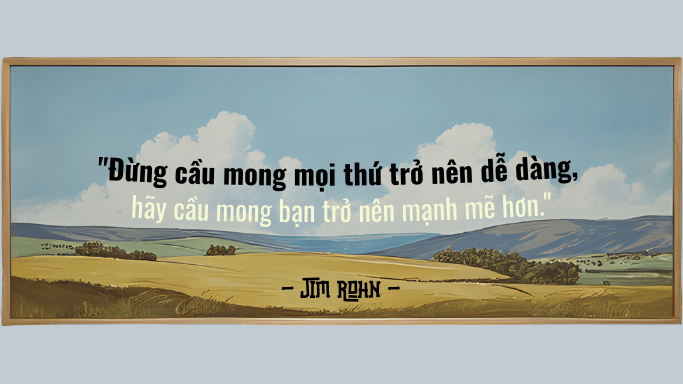 "Đừng cầu mong mọi thứ trở nên dễ dàng,
hãy cầu mong bạn trở nên mạnh mẽ hơn."
– JIM ROHN –